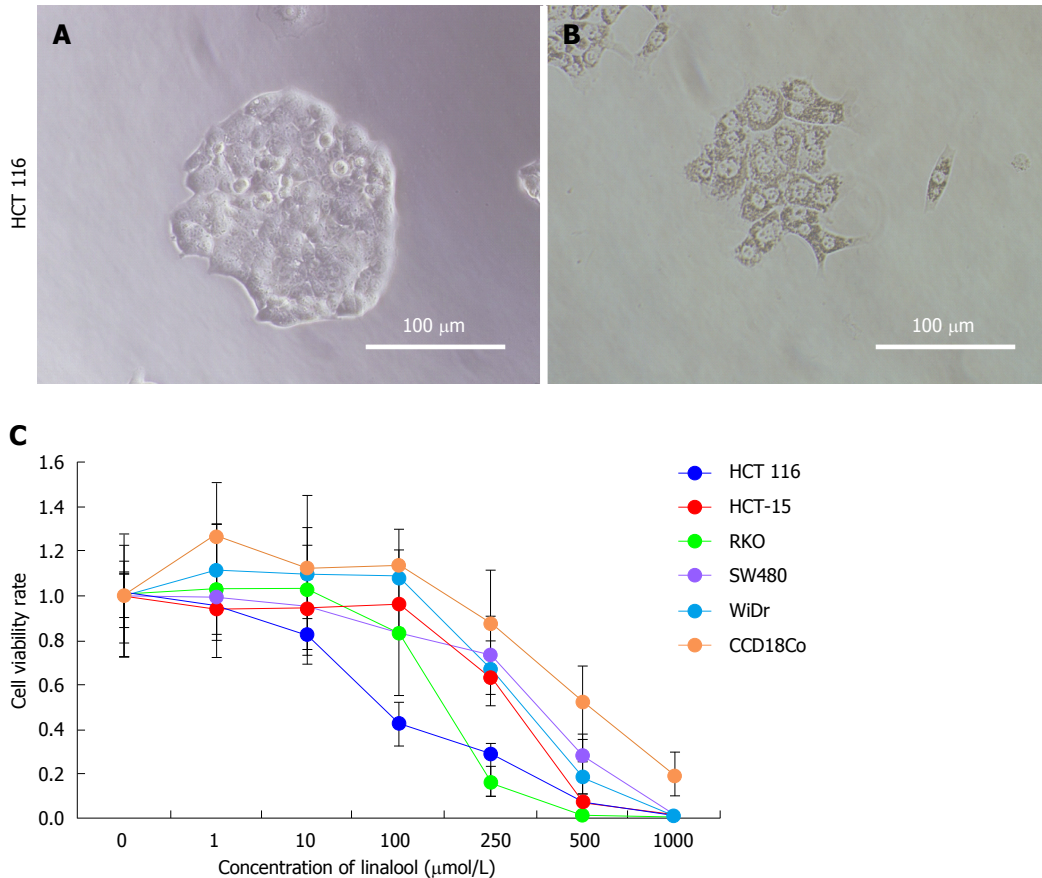 A
B
HCT 116
100 μm
100 μm
C
1.6
1.4
1.2
1.0
0.8
0.6
0.4
0.2
0.0
Cell viability rate
0 1 10 100 250 500 1000
Concentration of linalool (μmol/L)
HCT 116
HCT-15
RKO
SW480
WiDr
CCD18Co